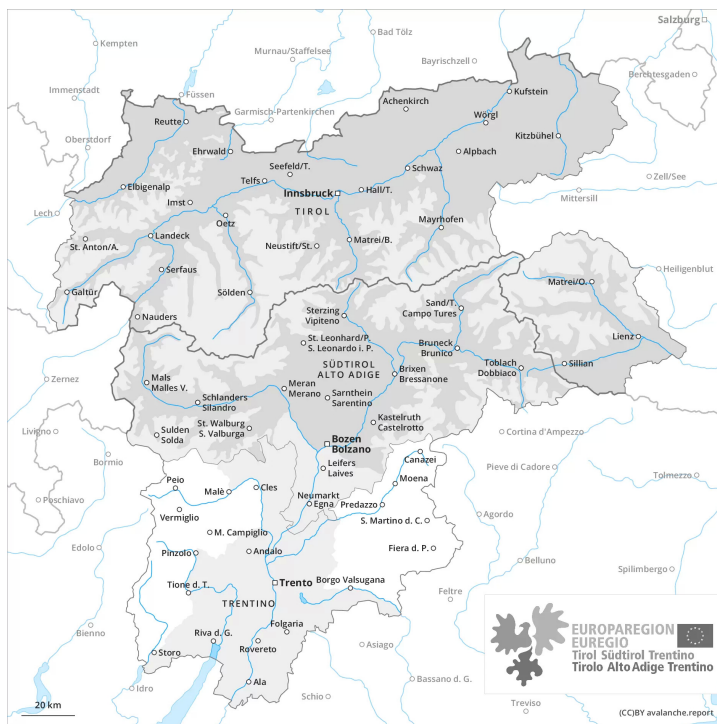 Salzburg
Kempten
Bad Tölz
Murnau/Staffelsee
Bayrischzell
Berchtesgaden
Immenstadt
Füssen
Garmisch-Partenkirchen
Achenkirch
Kufstein
Reutte
Wörgl
Oberstdorf
Ehrwald
Kitzbühel
Alpbach
Seefeld/T.
Schwaz
Telfs
Zell/See
Elbigenalp
Innsbruck
Hall/T.
Mittersill
Imst
TIROL
Lech
Oetz
Mayrhofen
Landeck
Matrei/B.
St. Anton/A.
Neustift/St.
Serfaus
Heiligenblut
Matrei/O.
Galtür
Sölden
Sand/T.
Campo Tures
Nauders
Sterzing
Vipiteno
Lienz
St. Leonhard/P.
S. Leonardo i. P.
Bruneck
Brunico
Toblach
Dobbiaco
Sillian
SÜDTIROL
ALTO ADIGE
Brixen
Bressanone
Zernez
Mals
Malles V.
Meran
Merano
Schlanders
Silandro
Sarnthein
Sarentino
Kastelruth
Castelrotto
St. Walburg
S. Valburga
Livigno
Sulden
Solda
Cortina d'Ampezzo
Bozen
Bolzano
Bormio
Canazei
Leifers
Laives
Pieve di Cadore
Tolmezzo
Peio
Malè
Cles
Moena
Neumarkt
Egna
Predazzo
Poschiavo
Vermiglio
S. Martino d. C.
Agordo
M. Campiglio
Edolo
Pinzolo
Andalo
Fiera d. P.
Belluno
Spilimbergo
Tione d. T.
Trento
Borgo Valsugana
Feltre
TRENTINO
Bienno
Riva d. G.
Folgaria
Rovereto
Asiago
Storo
Ala
Bassano d. G.
Idro
Schio
Treviso
EUROPAREGION
EUREGIO
Tirol Südtirol Trentino
Tirolo Alto Adige Trentino
20 km
(CC)BY avalanche.report